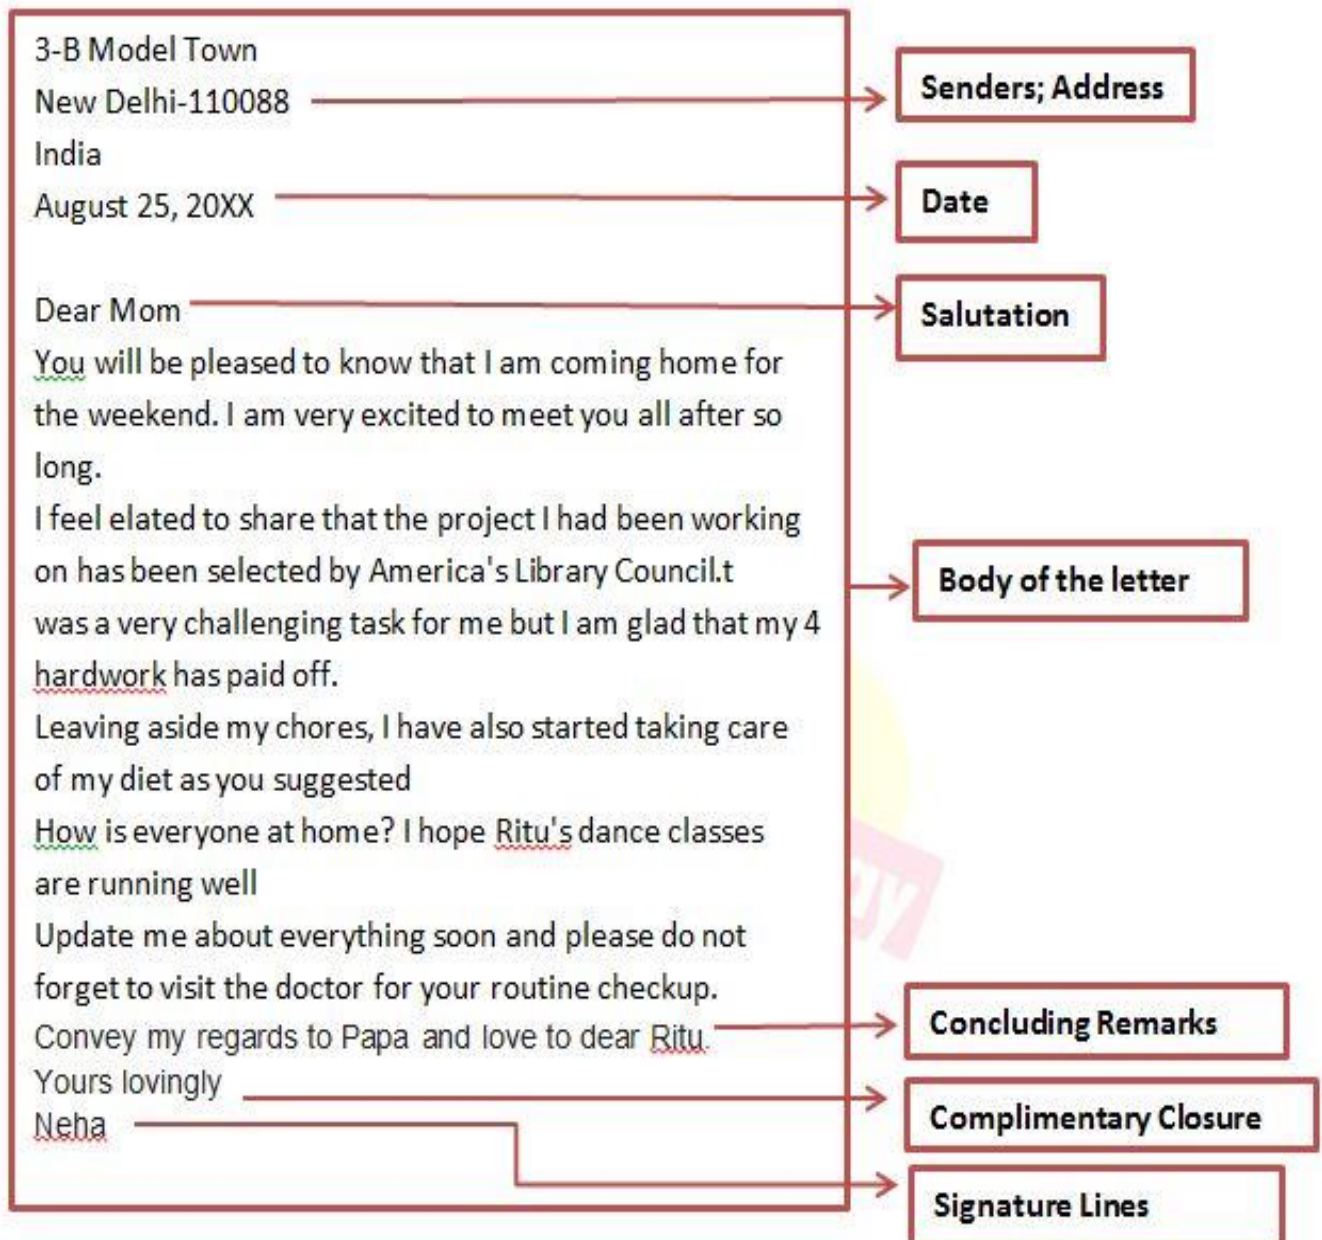 3-B Model Town
New Delhi-110088
Senders; Address
India
August 25, 20XX
Date
Dear Mom
Salutation
You will be pleased to know that I am coming home for
the weekend. I am very excited to meet you all after so
long.
I feel elated to share that the project I had been working
on has been selected by America's Library Council.t
Body of the letter
was a very challenging task for me but I am glad that my 4
hardwork has paid off.
Leaving aside my chores, I have also started taking care
of my diet as you suggested
How is everyone at home? I hope Ritu's dance classes
are running well
Update me about everything soon and please do not
forget to visit the doctor for your routine checkup.
Convey my regards to Papa and love to dear Ritu.
Concluding Remarks
Yours lovingly
Complimentary Closure
Neha
Signature Lines